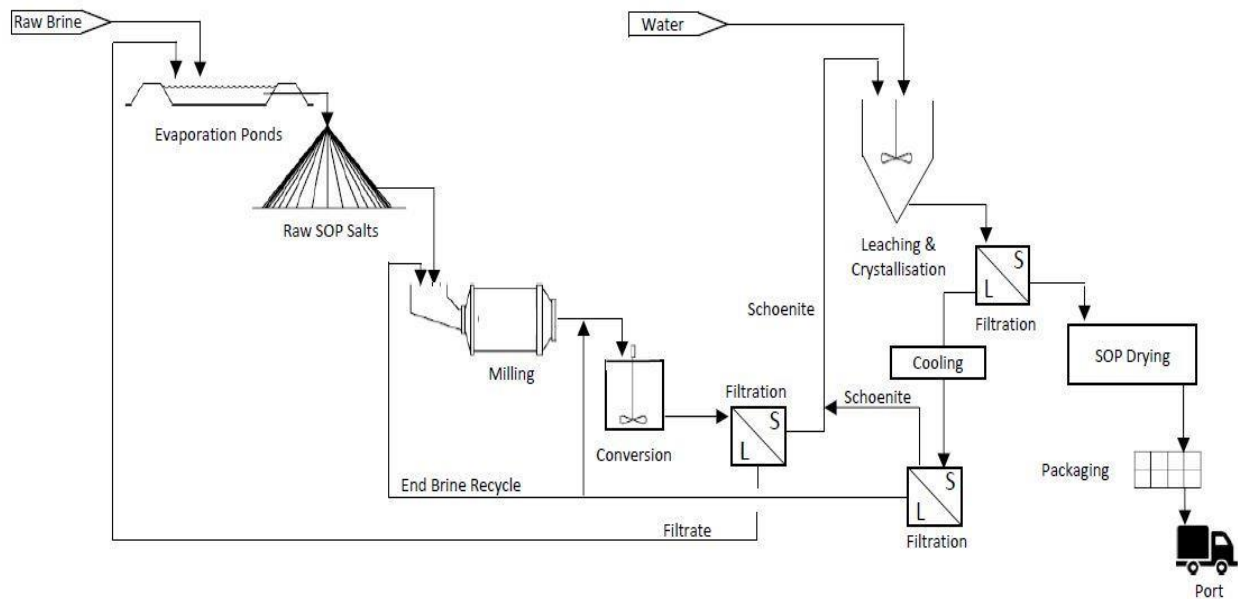 Raw Brine
Water
Evaporation Ponds
Raw SOP Salts
Leaching &
Crystallisation
S
L
Filtration
Schoenite
Milling
Cooling
SOP Drying
Filtration
Schoenite
S
L
Conversion
S
L
Packaging
End Brine Recycle
Filtrate
Filtration
Port